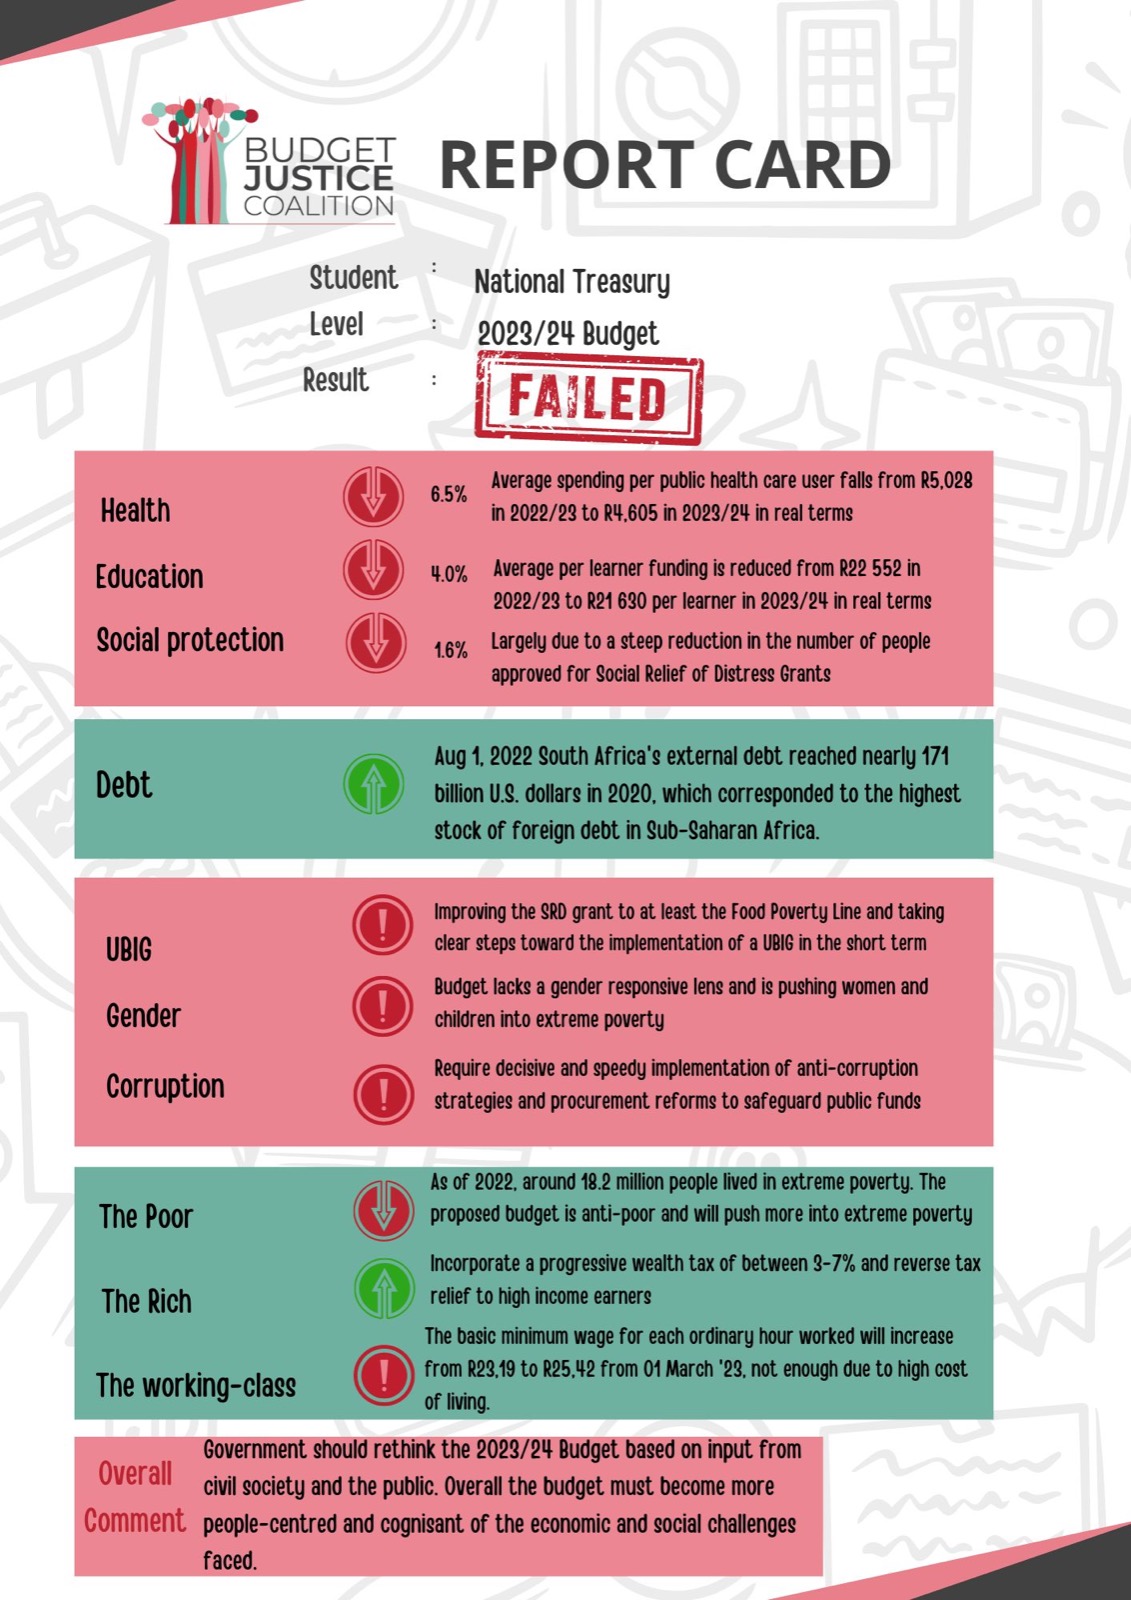 BUDGET
JUSTICE
COALITION
REPORT CARD
Student : National Treasury
Level : 2023/24 Budget
Result : FAILED
Health 6.5% Average spending per public health care user falls from R5,028
in 2022/23 to R4,605 in 2023/24 in real terms
Education 4.0% Average per learner funding is reduced from R22 552 in
2022/23 to R21 630 per learner in 2023/24 in real terms
Social protection 1.6% Largely due to a steep reduction in the number of people
approved for Social Relief of Distress Grants
Debt
Aug 1, 2022 South Africa's external debt reached nearly 171
billion U.S. dollars in 2020, which corresponded to the highest
stock of foreign debt in Sub-Saharan Africa.
UBIG
Improving the SRD grant to at least the Food Poverty Line and taking
clear steps toward the implementation of a UBIG in the short term
Gender
Budget lacks a gender responsive lens and is pushing women and
children into extreme poverty
Corruption
Require decisive and speedy implementation of anti-corruption
strategies and procurement reforms to safeguard public funds
The Poor
As of 2022, around 18.2 million people lived in extreme poverty. The
proposed budget is anti-poor and will push more into extreme poverty
The Rich
Incorporate a progressive wealth tax of between 3-7% and reverse tax
relief to high income earners
The working-class
The basic minimum wage for each ordinary hour worked will increase
from R23,19 to R25,42 from 01 March '23, not enough due to high cost
of living.
Overall
Comment
Government should rethink the 2023/24 Budget based on input from
civil society and the public. Overall the budget must become more
people-centred and cognisant of the economic and social challenges
faced.